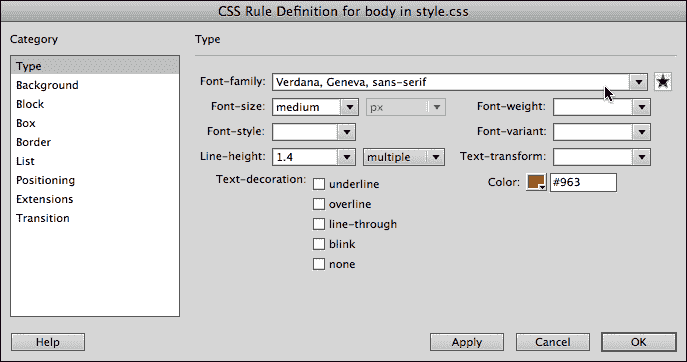 CSS Rule Definition for body in style.css
Category
Type
Background
Block
Box
Border
List
Positioning
Extensions
Transition
Type
Font-family: Verdana, Geneva, sans-serif
Font-size: medium px Font-weight:
Font-style: Font-variant:
Line-height: 1.4 multiple Text-transform:
Text-decoration: underline Color: #963
overline
line-through
blink
none
Help Apply Cancel OK